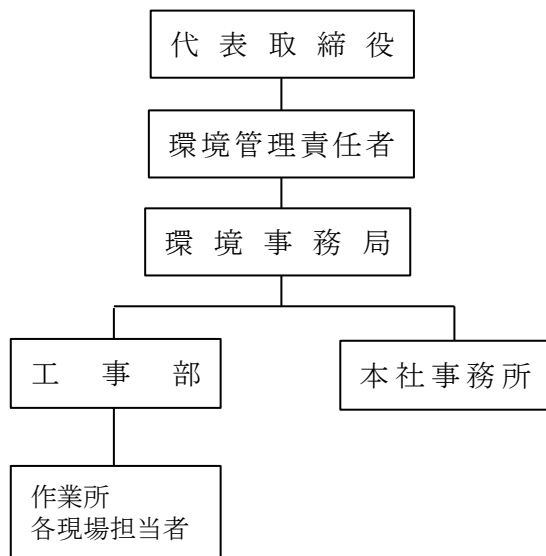 代表取締役
環境管理責任者
環境事務局
工事部
本社事務所
作業所
各現場担当者